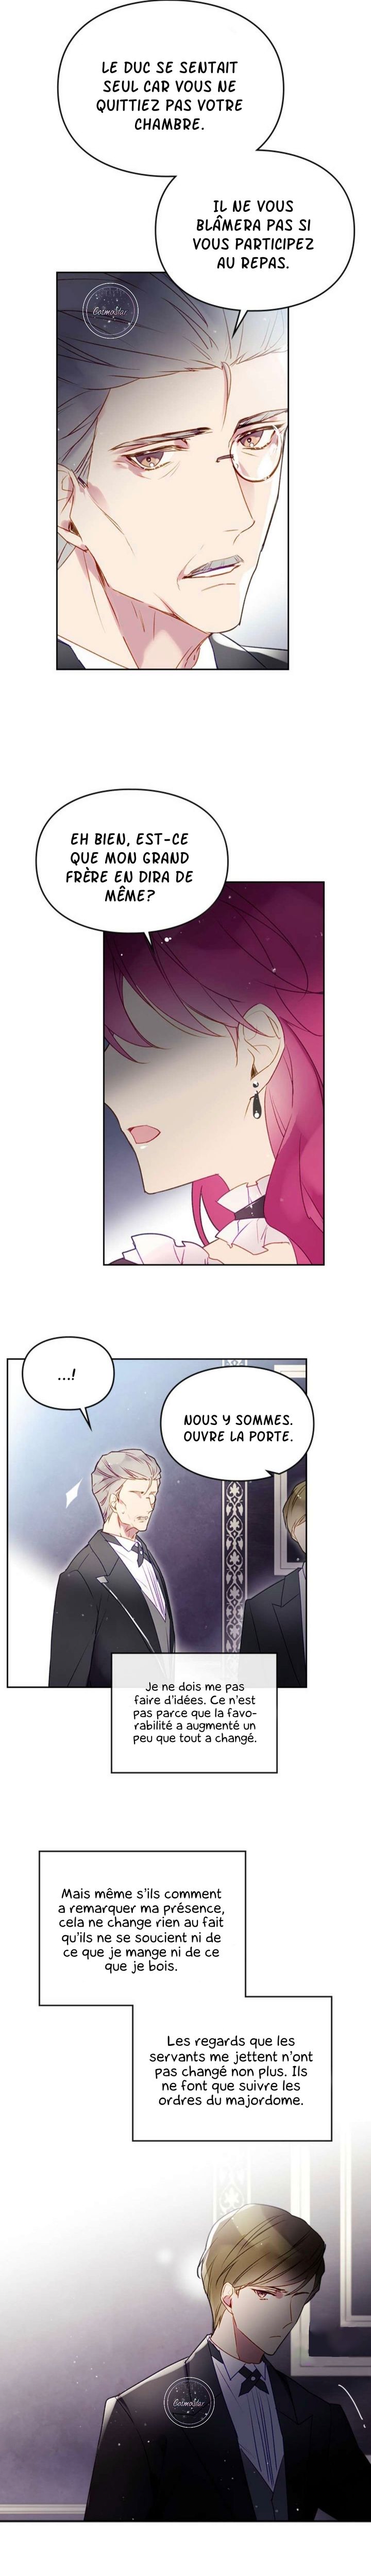 LE DUC SE SENTAIT
SEUL CAR VOUS NE
QUITTIEZ PAS VOTRE
CHAMBRE.
IL NE VOUS
BLÂMERA PAS SI
VOUS PARTICIPEZ
AU REPAS.
CosmoStar
EH BIEN, EST-CE
QUE MON GRAND
FRÈRE EN DIRA DE
MÊME?
...!
NOUS Y SOMMES.
OUVRE LA PORTE.
Je ne dois me pas
faire d'idées. Ce n'est
pas parce que la favo-
rabilité a augmenté un
peu que tout a changé.
Mais même s'ils comment
a remarquer ma présence,
cela ne change rien au fait
qu'ils ne se soucient ni de
ce que je mange ni de ce
que je bois.
Les regards que les
servants me jettent n'ont
pas changé non plus. Ils
ne font que suivre les
ordres du majordome.
CosmoStar